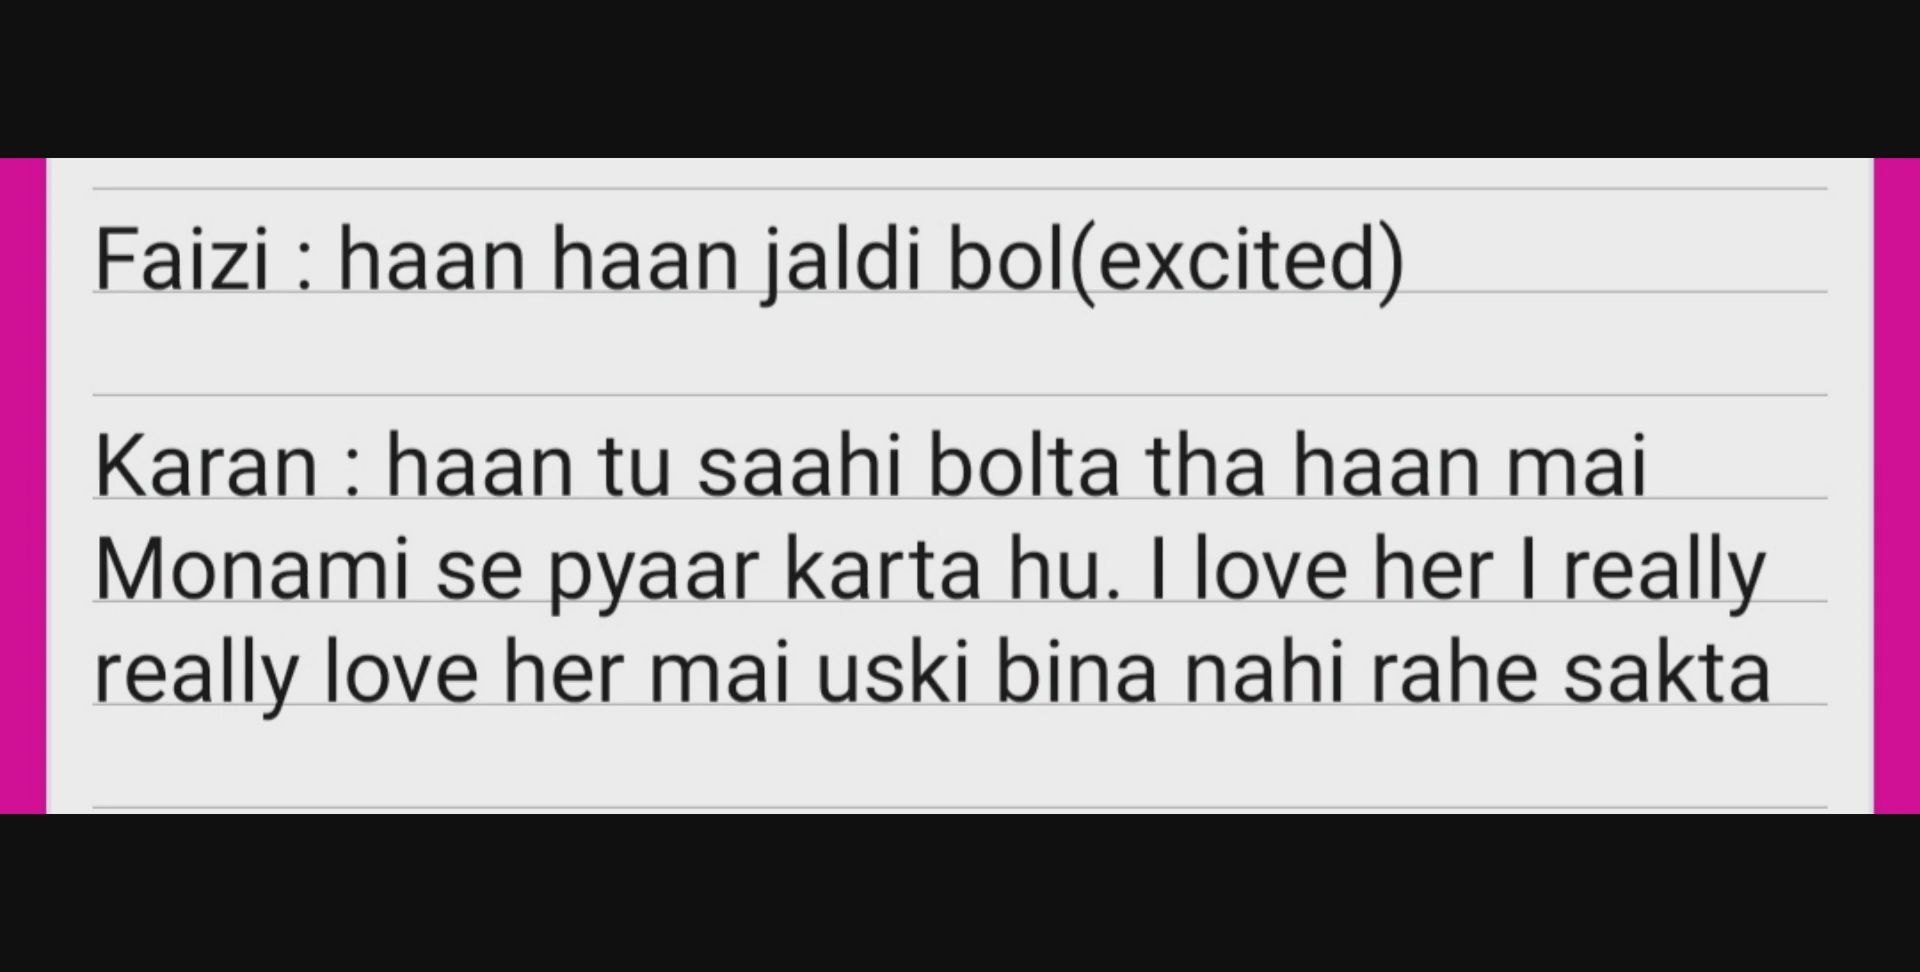 Faizi : haan haan jaldi bol(excited)
Karan : haan tu saahi bolta tha haan mai
Monami se pyaar karta hu. I love her I really
really love her mai uski bina nahi rahe sakta